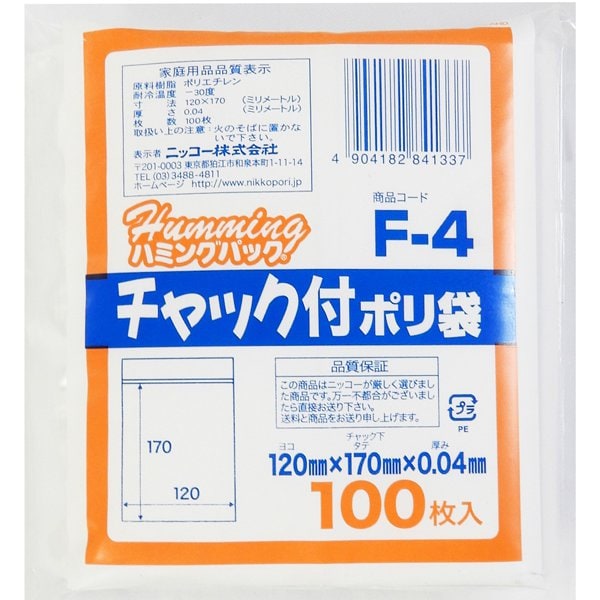 家庭用品品質表示
原料樹脂 ポリエチレン
耐冷温度 −30度
寸法 120×170 (ミリメートル)
厚さ 0.04 (ミリメートル)
枚数 100枚
取扱い上の注意：火のそばに置かな
いで下さい。
表示者 ニッコー株式会社
〒201-0003 東京都狛江市和泉本町1-11-14
TEL (03)3488-4811
ホームページ http://www.nikkopori.jp
4 904182 841337
商品コード
F-4
Humming
ハミングパック®
チャック付ポリ袋
品質保証
この商品はニッコーが厳しく選びまし
た商品です。万一不都合がございまし
たら直接お送り下さい。
送料と商品をお送り申し上げます。
プラ
PE
170
120
ヨコ チャック下 タテ 厚み
120mm×170mm×0.04mm
100枚入